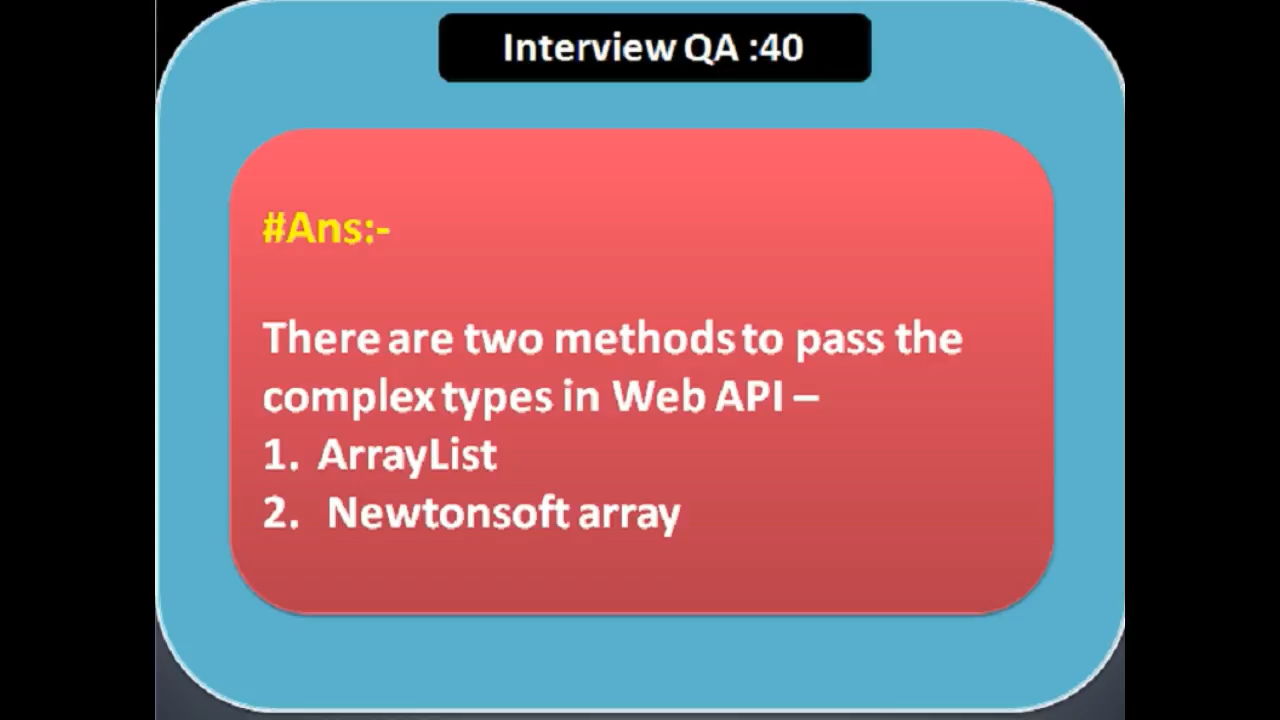 Interview QA :40
#Ans:-
There are two methods to pass the
complex types in Web API –
1. ArrayList
2. Newtonsoft array